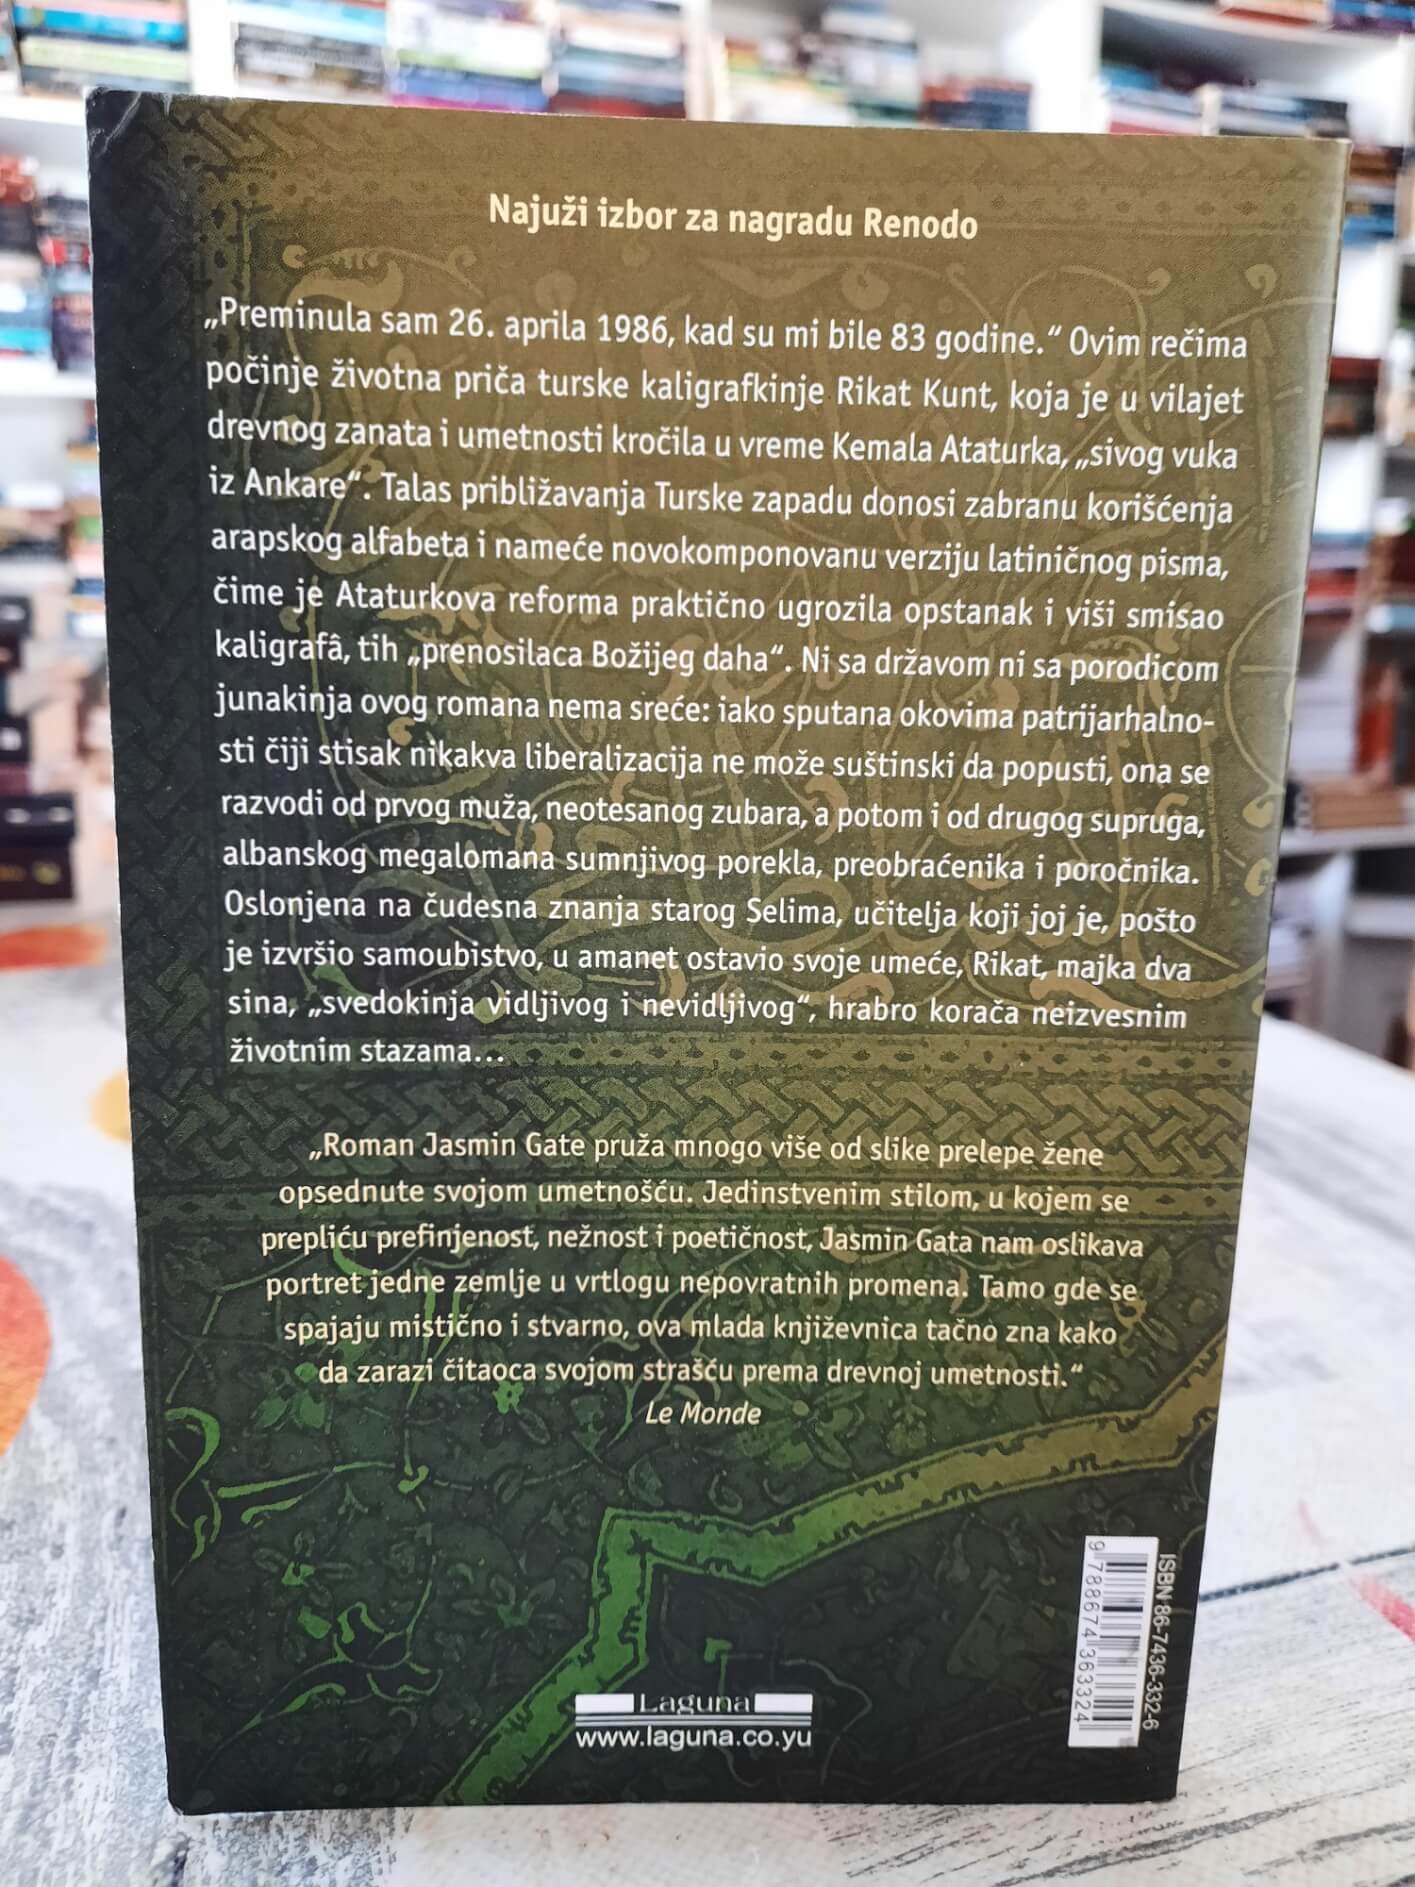 Najuži izbor za nagradu Renodo
„Preminula sam 26. aprila 1986, kad su mi bile 83 godine.“ Ovim rečima
počinje životna priča turske kaligrafkinje Rikat Kunt, koja je u vilajet
drevnog zanata i umetnosti kročila u vreme Kemala Ataturka, „sivog vuka
iz Ankare“. Talas približavanja Turske zapadu donosi zabranu korišćenja
arapskog alfabeta i nameće novokomponovanu verziju latiničnog pisma,
čime je Ataturkova reforma praktično ugrozila opstanak i viši smisao
kaligrafâ, tih „prenosilaca Božijeg daha“. Ni sa državom ni sa porodicom
junakinja ovog romana nema sreće: iako sputana okovima patrijarhalno-
sti čiji stisak nikakva liberalizacija ne može suštinski da popusti, ona se
razvodi od prvog muža, neotesanog zubara, a potom i od drugog supruga,
albanskog megalomana sumnjivog porekla, preobraćenika i poročnika.
Oslonjena na čudesna znanja starog Selima, učitelja koji joj je, pošto
je izvršio samoubistvo, u amanet ostavio svoje umeće, Rikat, majka dva
sina, „svedokinja vidljivog i nevidljivog“, hrabro korača neizvesnim
životnim stazama...
„Roman Jasmin Gate pruža mnogo više od slike prelepe žene
opsednute svojom umetnošću. Jedinstvenim stilom, u kojem se
prepliću prefinjenost, nežnost i poetičnost, Jasmin Gata nam oslikava
portret jedne zemlje u vrtlogu nepovratnih promena. Tamo gde se
spajaju mistično i stvarno, ova mlada književnica tačno zna kako
da zarazi čitaoca svojom strašću prema drevnoj umetnosti.“
Le Monde
ISBN 86-7436-332-6
9 788674 363324
Laguna
www.laguna.co.yu